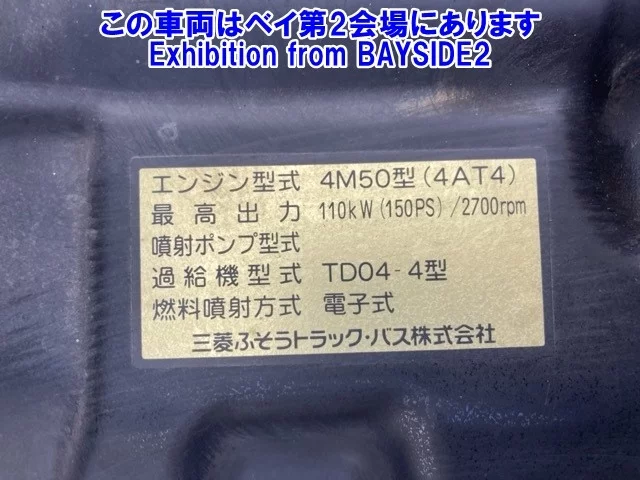 この車両はベイ第2会場にあります
Exhibition from BAYSIDE2
エンジン型式 4M50型(4AT4)
最高出力 110kW(150PS)/2700rpm
噴射ポンプ型式
過給機型式 TD04-4型
燃料噴射方式 電子式
三菱ふそうトラック・バス株式会社